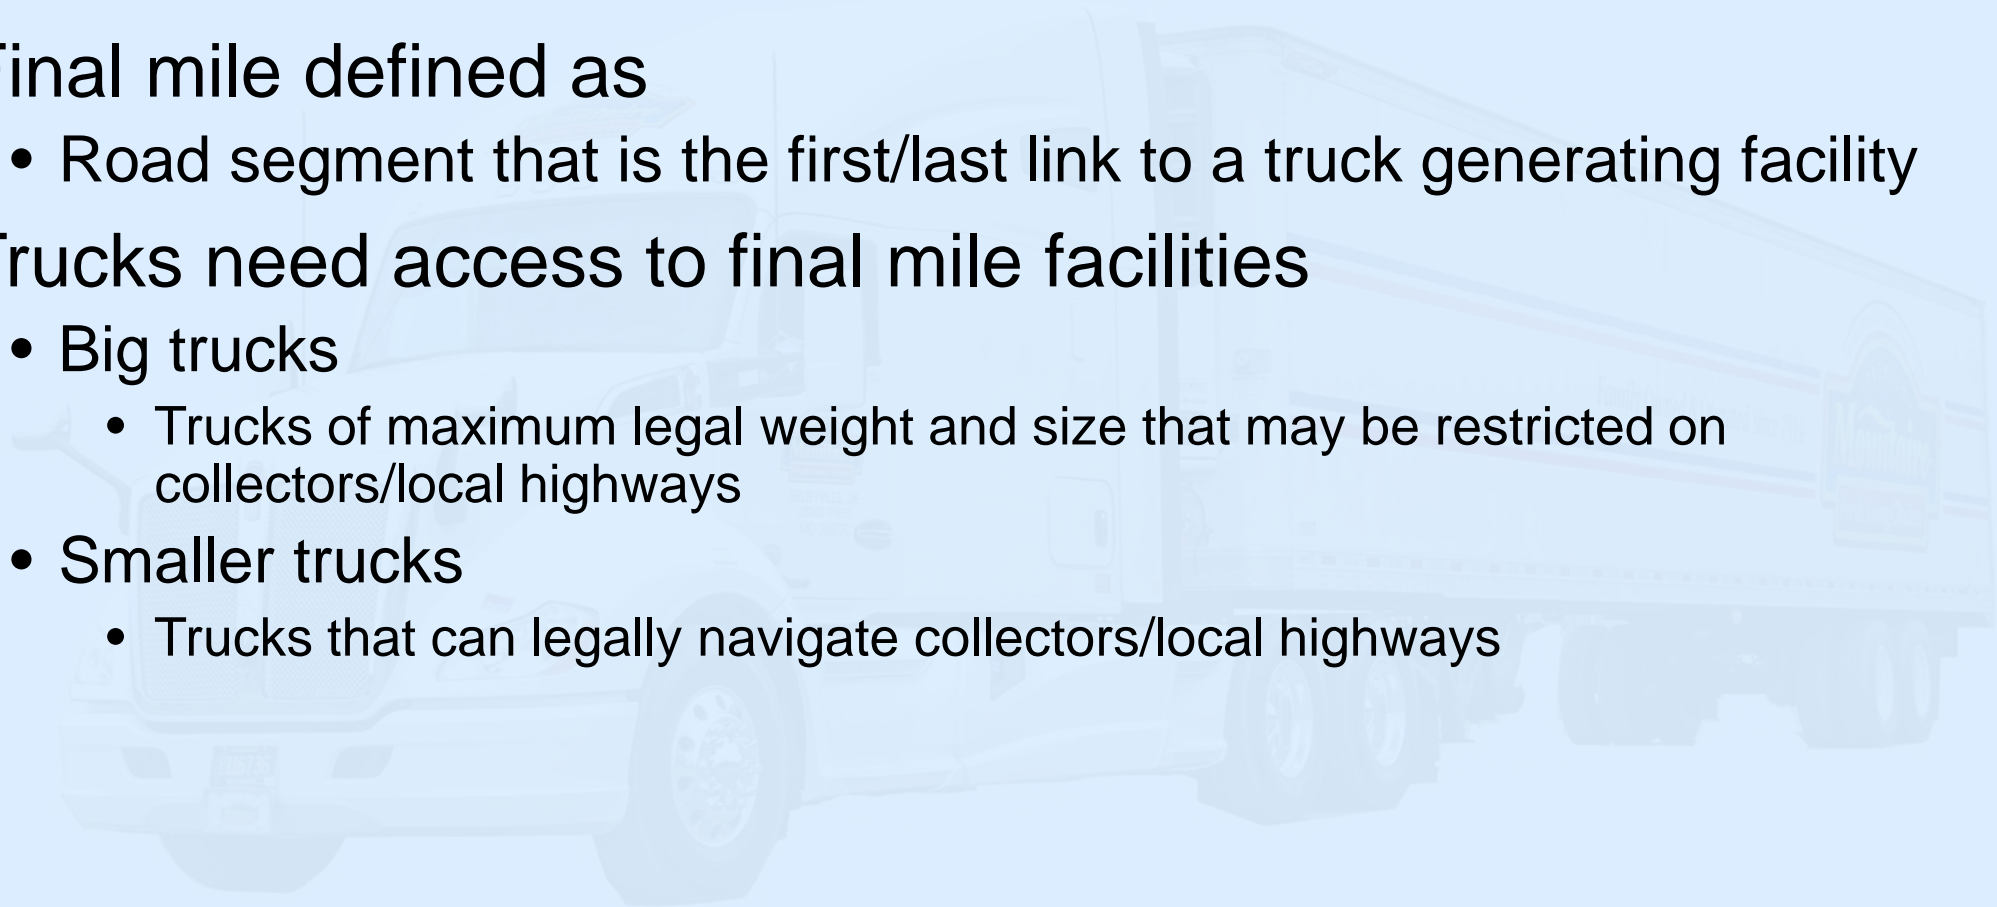 Final mile defined as
• Road segment that is the first/last link to a truck generating facility
Trucks need access to final mile facilities
• Big trucks
• Trucks of maximum legal weight and size that may be restricted on
collectors/local highways
• Smaller trucks
• Trucks that can legally navigate collectors/local highways